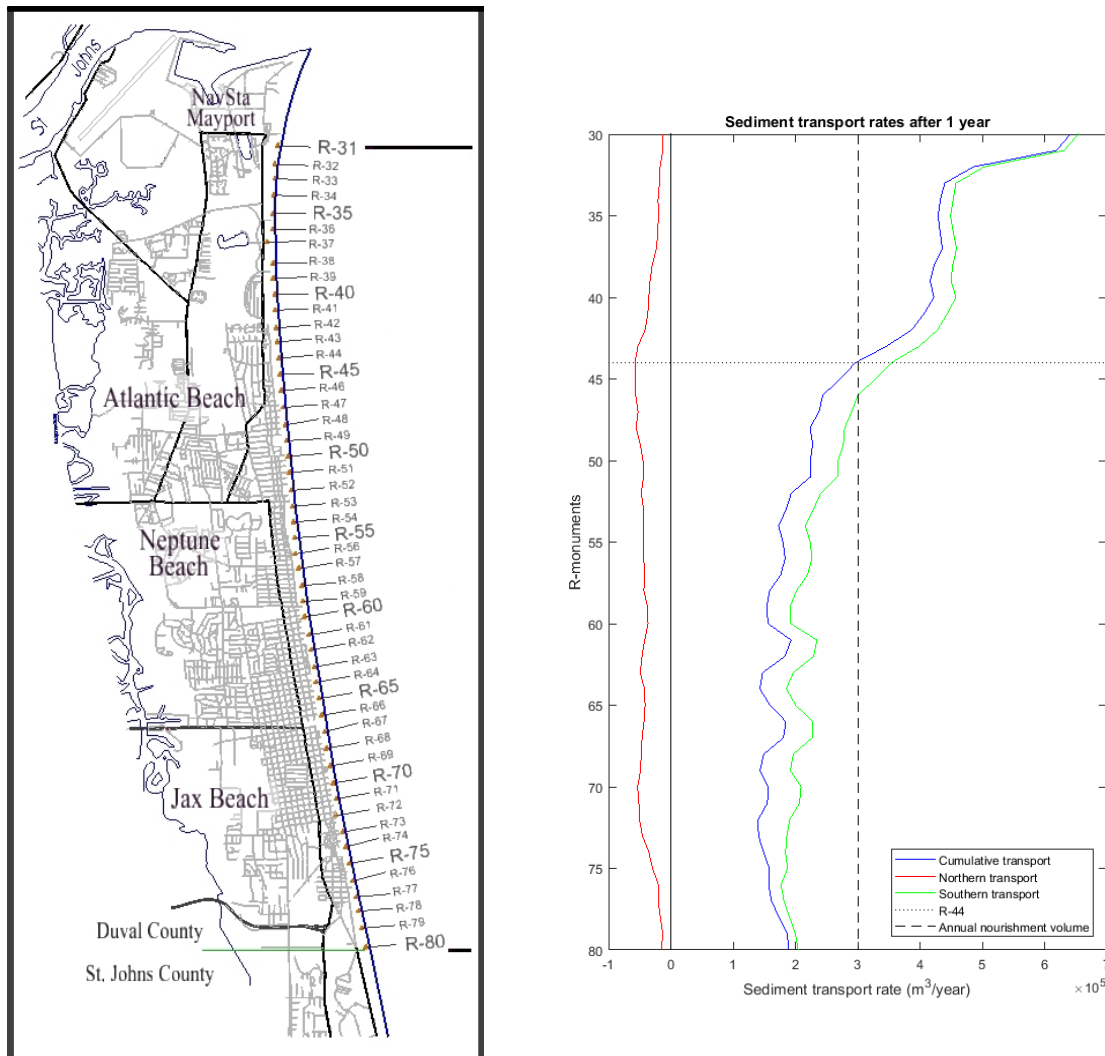 St
Johns
NavSta
Mayport
R-31
R-32
R-33
R-34
R-35
R-36
R-37
R-38
R-39
R-40
R-41
R-42
R-43
R-44
R-45
Atlantic Beach
R-46
R-47
R-48
R-49
R-50
R-51
R-52
R-53
R-54
Neptune
Beach
R-55
R-56
R-57
R-58
R-59
R-60
R-61
R-62
R-63
R-64
R-65
R-66
R-67
R-68
R-69
R-70
Jax Beach
R-71
R-72
R-73
R-74
R-75
R-76
R-77
R-78
R-79
R-80
Duval County
St. Johns County
Sediment transport rates after 1 year
30
35
40
45
50
55
60
65
70
75
80
R-monuments
Cumulative transport
Northern transport
Southern transport
R-44
Annual nourishment volume
-1 0 1 2 3 4 5 6 7
Sediment transport rate (m³/year)
× 10⁵